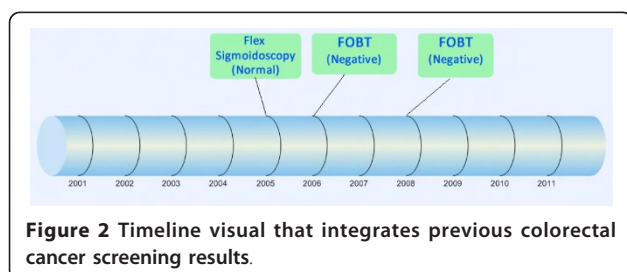 Flex
Sigmoidoscopy
(Normal)
FOBT
(Negative)
FOBT
(Negative)
2001 2002 2003 2004 2005 2006 2007 2008 2009 2010 2011
Figure 2 Timeline visual that integrates previous colorectal
cancer screening results.